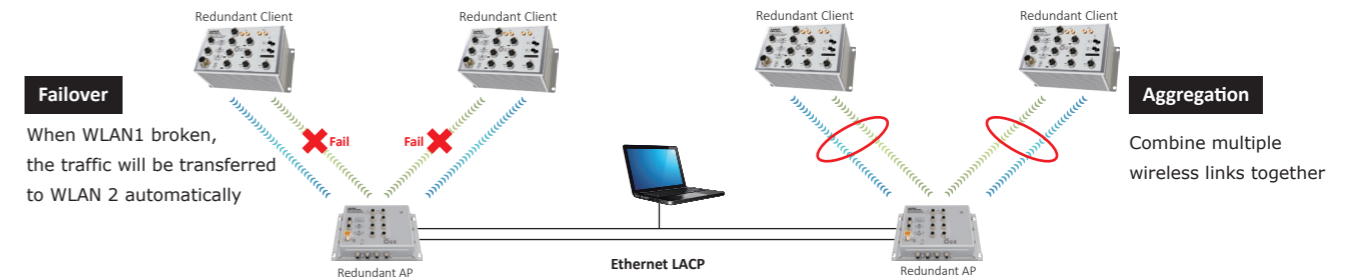 Redundant Client
Redundant Client
Redundant Client
Redundant Client
Failover
When WLAN1 broken,
the traffic will be transferred
to WLAN 2 automatically
Fail
Fail
Aggregation
Combine multiple
wireless links together
Ethernet LACP
Redundant AP
Redundant AP